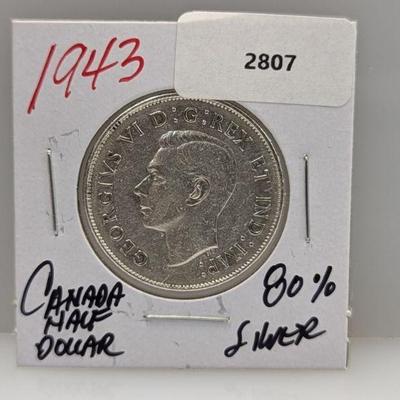 1943
2807
GEORGIVS VI D:G:REX ET IND:IMP:
CANADA
HALF
DOLLAR
80%
SILVER